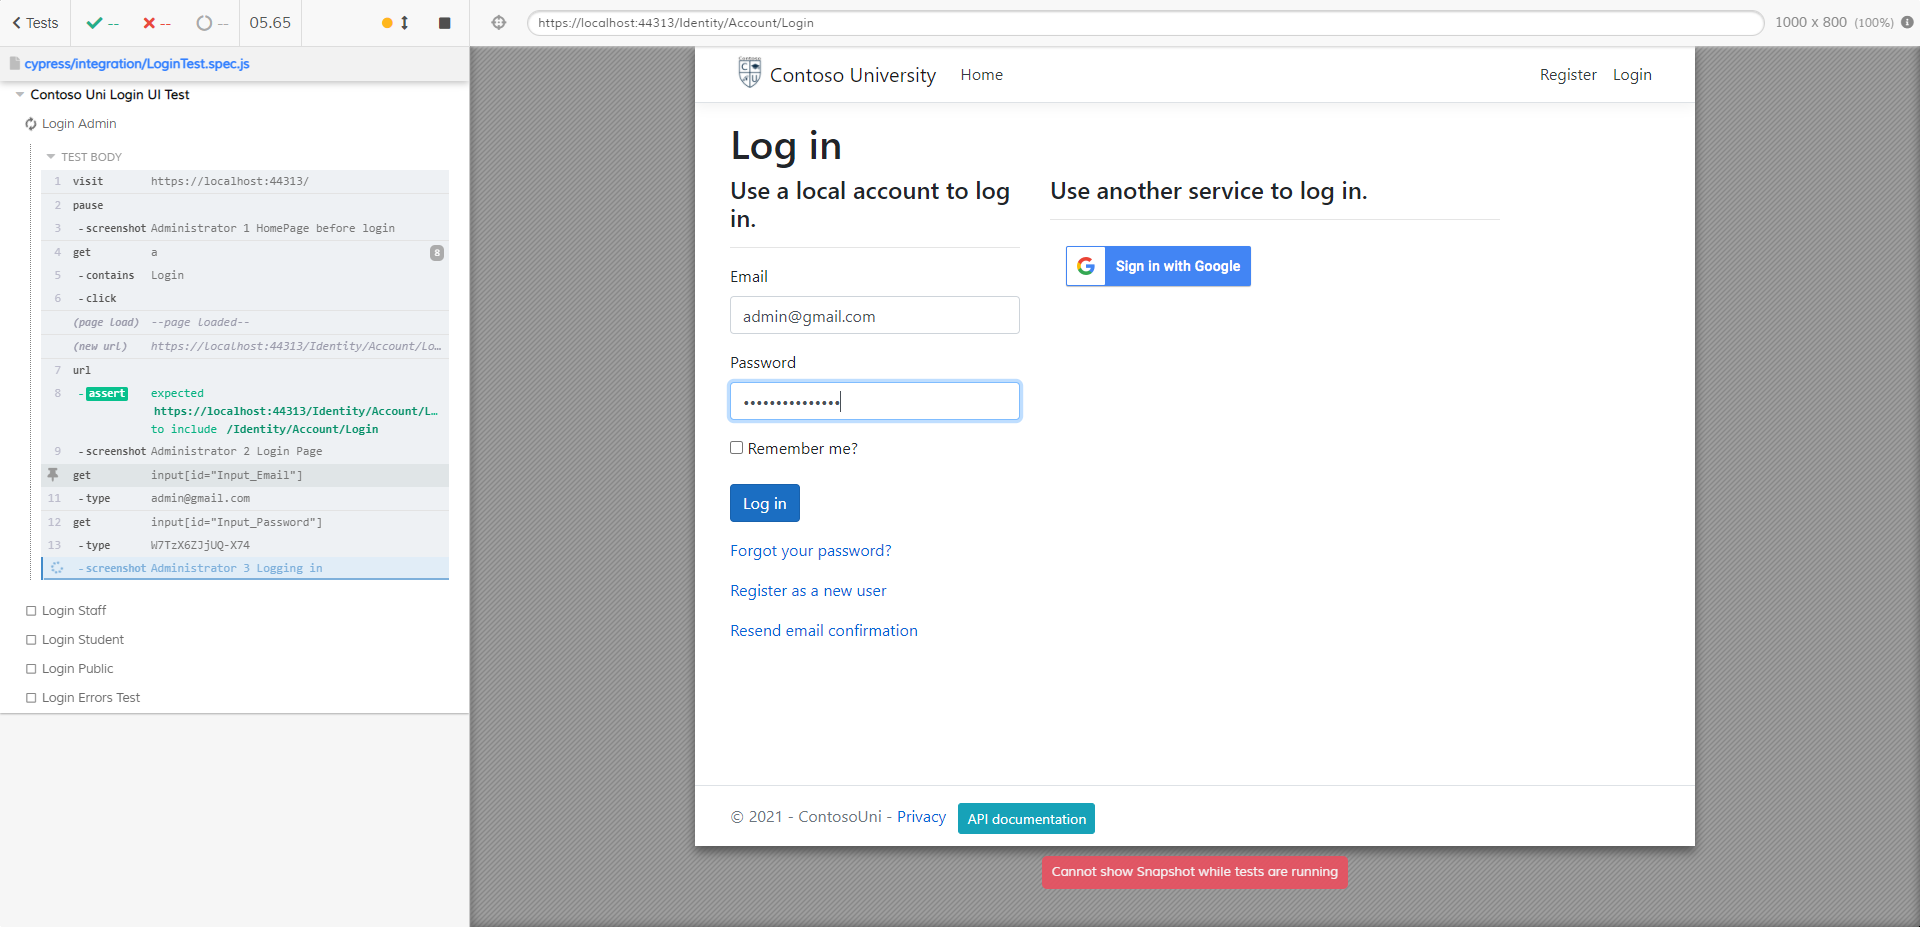 Tests -- -- -- 05.65
https://localhost:44313/Identity/Account/Login 1000 x 800 (100%)
cypress/integration/LoginTest.spec.js
Contoso Uni Login UI Test
Login Admin
TEST BODY
1 visit https://localhost:44313/
2 pause
3 -screenshot Administrator 1 HomePage before login
4 get a 8
5 -contains Login
6 -click
(page load) --page loaded--
(new url) https://localhost:44313/Identity/Account/Lo…
7 url
8 -assert expected
https://localhost:44313/Identity/Account/L…
to include /Identity/Account/Login
9 -screenshot Administrator 2 Login Page
get input[id="Input_Email"]
11 -type admin@gmail.com
12 get input[id="Input_Password"]
13 -type W7TzX6ZJjUQ-X74
-screenshot Administrator 3 Logging in
Login Staff
Login Student
Login Public
Login Errors Test
Contoso University Home Register Login
Log in
Use a local account to log
in.
Email
admin@gmail.com
Password
•••••••••••••••
Remember me?
Log in
Forgot your password?
Register as a new user
Resend email confirmation
Use another service to log in.
Sign in with Google
© 2021 - ContosoUni - Privacy API documentation
Cannot show Snapshot while tests are running